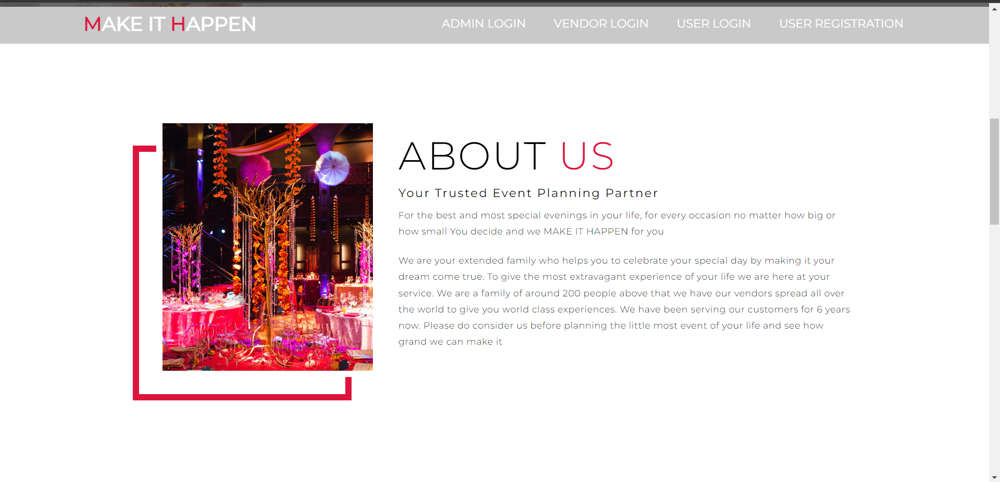 MAKE IT HAPPEN
ADMIN LOGIN
VENDOR LOGIN
USER LOGIN
USER REGISTRATION
ABOUT US
Your Trusted Event Planning Partner
For the best and most special evenings in your life, for every occasion no matter how big or
how small You decide and we MAKE IT HAPPEN for you
We are your extended family who helps you to celebrate your special day by making it your
dream come true. To give the most extravagant experience of your life we are here at your
service. We are a family of around 200 people above that we have our vendors spread all over
the world to give you world class experiences. We have been serving our customers for 6 years
now. Please do consider us before planning the little most event of your life and see how
grand we can make it